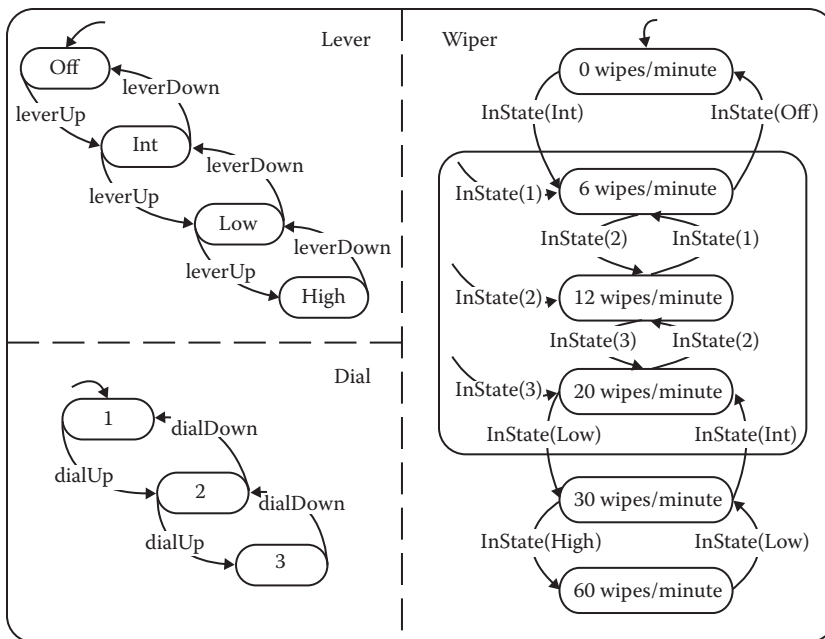 Lever
Off
leverDown
leverUp
Int
leverDown
leverUp
Low
leverDown
leverUp
High
Dial
1
dialDown
dialUp
2
dialDown
dialUp
3
Wiper
0 wipes/minute
InState(Int)
InState(Off)
InState(1)
6 wipes/minute
InState(2)
InState(1)
InState(2)
12 wipes/minute
InState(3)
InState(2)
InState(3)
20 wipes/minute
InState(Low)
InState(Int)
30 wipes/minute
InState(High)
InState(Low)
60 wipes/minute